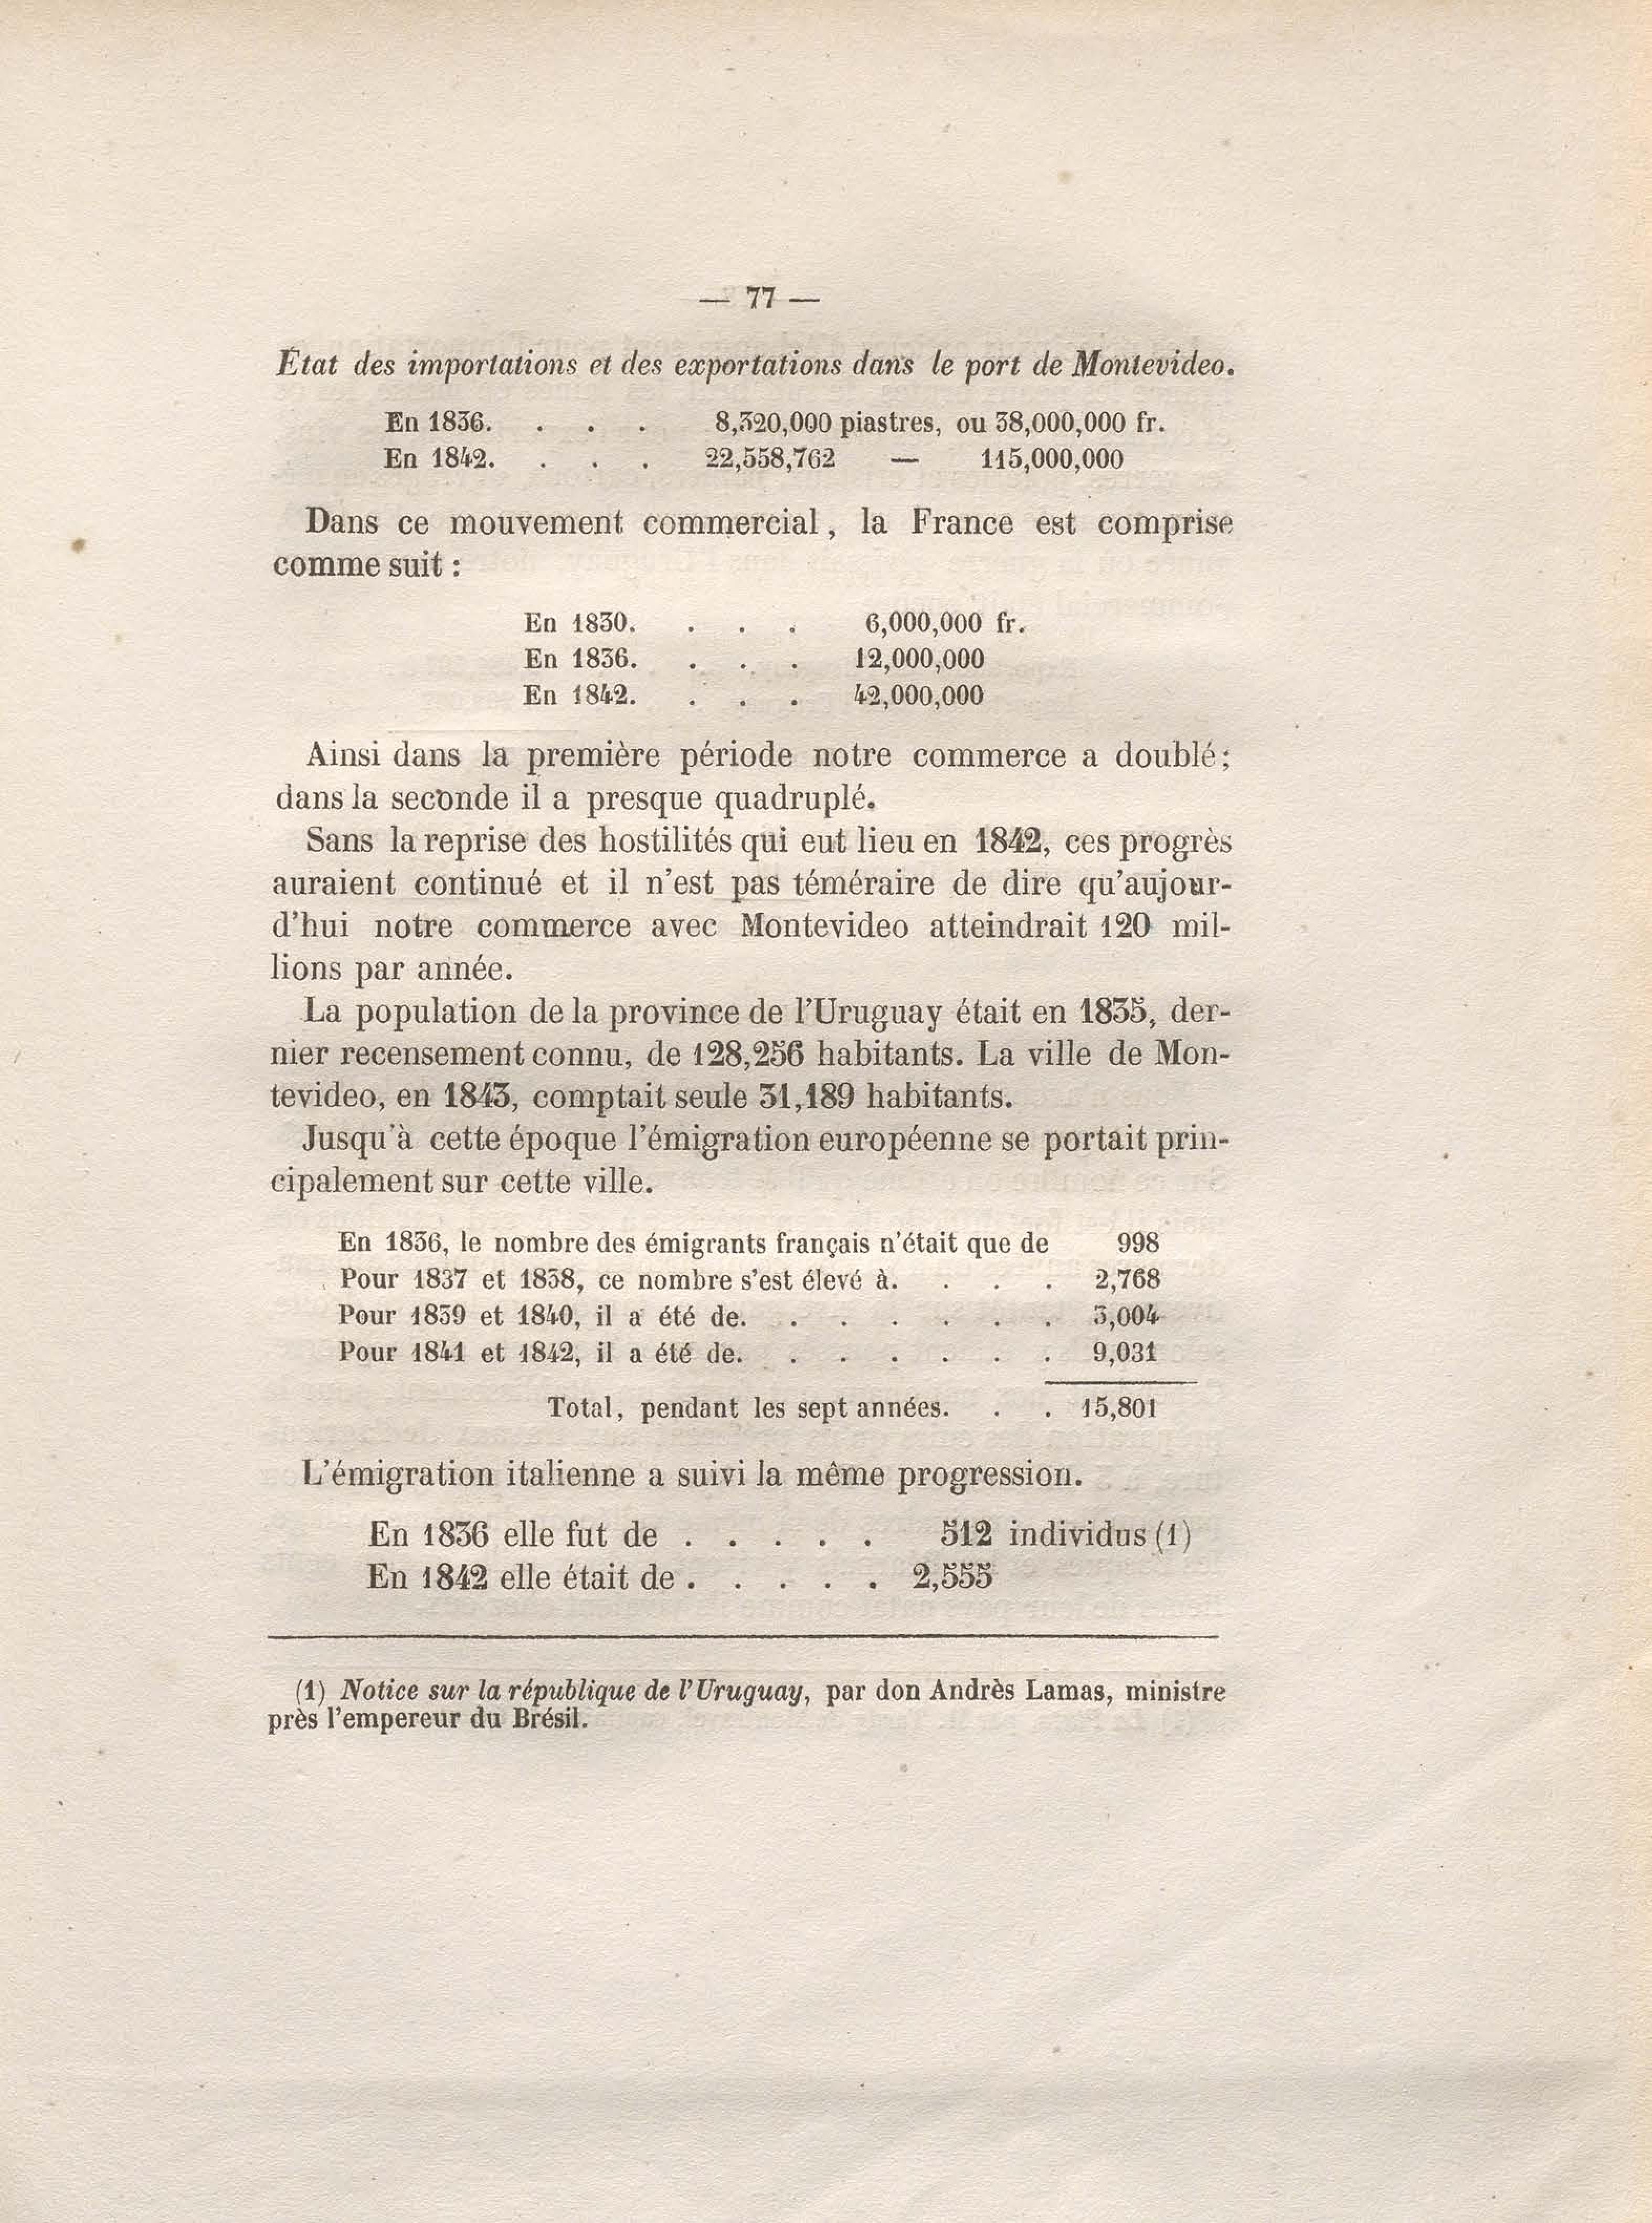 — 77 —
État des importations et des exportations dans le port de Montevideo.
En 1836. . . . 8,320,000 piastres, ou 38,000,000 fr.
En 1842. . . . 22,558,762 — 115,000,000
Dans ce mouvement commercial, la France est comprise
comme suit :
En 1830. . . . 6,000,000 fr.
En 1836. . . . 12,000,000
En 1842. . . . 42,000,000
Ainsi dans la première période notre commerce a doublé;
dans la seconde il a presque quadruplé.
Sans la reprise des hostilités qui eut lieu en 1842, ces progrès
auraient continué et il n'est pas téméraire de dire qu'aujour-
d'hui notre commerce avec Montevideo atteindrait 120 mil-
lions par année.
La population de la province de l'Uruguay était en 1835, der-
nier recensement connu, de 128,256 habitants. La ville de Mon-
tevideo, en 1843, comptait seule 31,189 habitants.
Jusqu'à cette époque l'émigration européenne se portait prin-
cipalement sur cette ville.
En 1836, le nombre des émigrants français n'était que de 998
Pour 1837 et 1838, ce nombre s'est élevé à. . . . 2,768
Pour 1839 et 1840, il a été de. . . . . . . 3,004
Pour 1841 et 1842, il a été de. . . . . . . 9,031
Total, pendant les sept années. . . 15,801
L'émigration italienne a suivi la même progression.
En 1836 elle fut de . . . . . 512 individus (1)
En 1842 elle était de . . . . . 2,555
(1) Notice sur la république de l'Uruguay, par don Andrès Lamas, ministre
près l'empereur du Brésil.